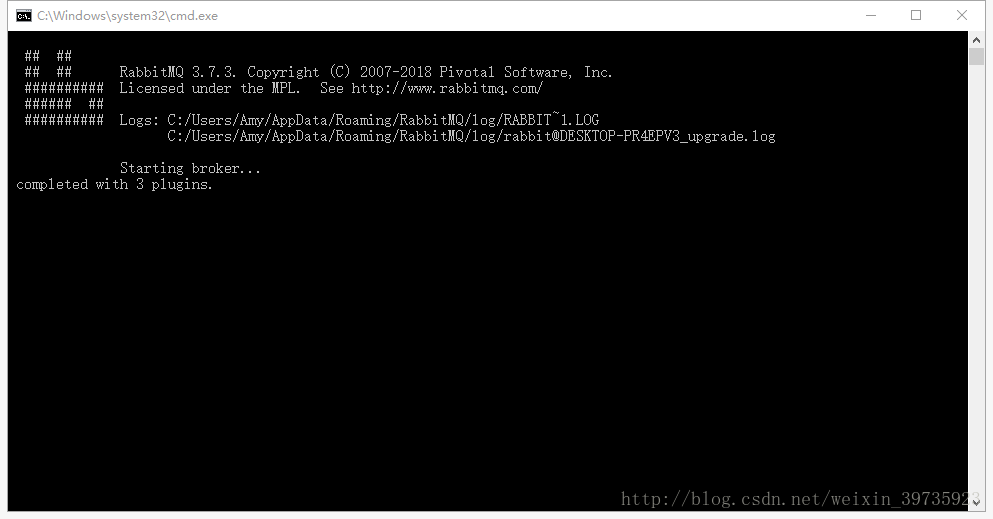 C:\Windows\system32\cmd.exe
##  ##
##  ##      RabbitMQ 3.7.3. Copyright (C) 2007-2018 Pivotal Software, Inc.
##########  Licensed under the MPL.  See http://www.rabbitmq.com/
######  ##
##########  Logs: C:/Users/Amy/AppData/Roaming/RabbitMQ/log/RABBIT~1.LOG
C:/Users/Amy/AppData/Roaming/RabbitMQ/log/rabbit@DESKTOP-PR4EPV3_upgrade.log
Starting broker...
completed with 3 plugins.
http://blog.csdn.net/weixin_39735923